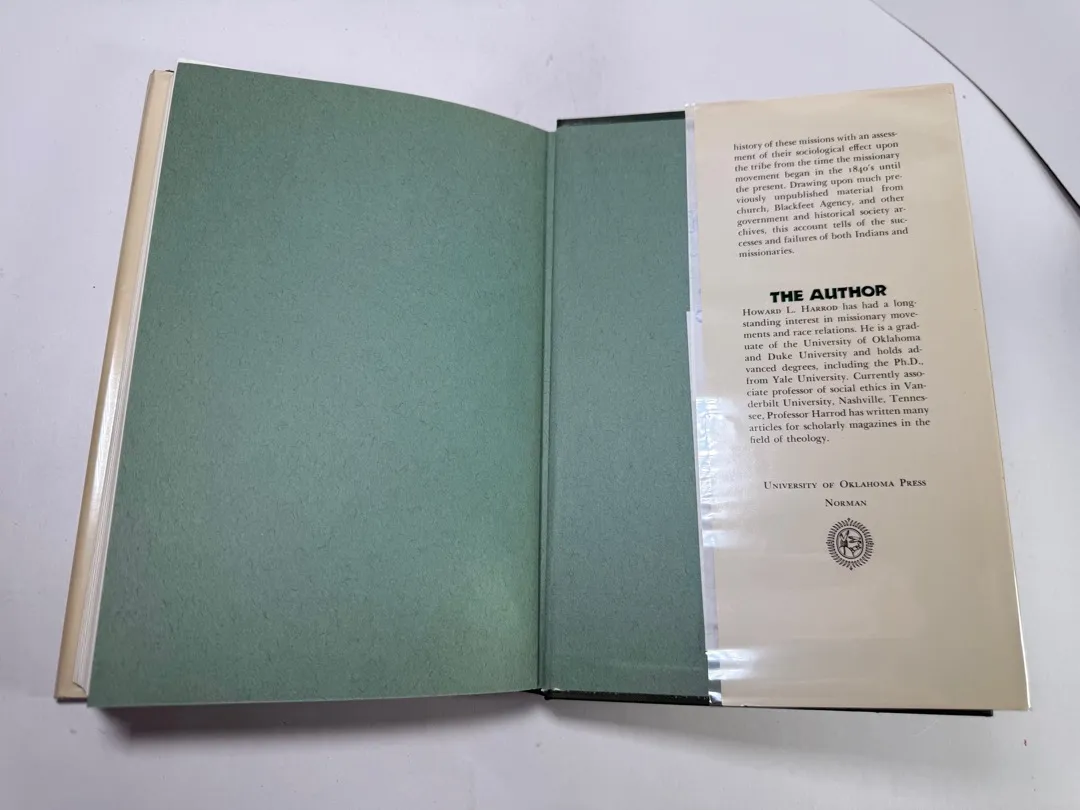 history of these missions with an assess-
ment of their sociological effect upon
the tribe from the time the missionary
movement began in the 1840's until
the present. Drawing upon much pre-
viously unpublished material from
church, Blackfeet Agency, and other
government and historical society ar-
chives, this account tells of the suc-
cesses and failures of both Indians and
missionaries.
THE AUTHOR
HOWARD L. HARROD has had a long-
standing interest in missionary move-
ments and race relations. He is a grad-
uate of the University of Oklahoma
and Duke University and holds ad-
vanced degrees, including the Ph.D.,
from Yale University. Currently asso-
ciate professor of social ethics in Van-
derbilt University, Nashville, Tennes-
see, Professor Harrod has written many
articles for scholarly magazines in the
field of theology.
UNIVERSITY OF OKLAHOMA PRESS
NORMAN